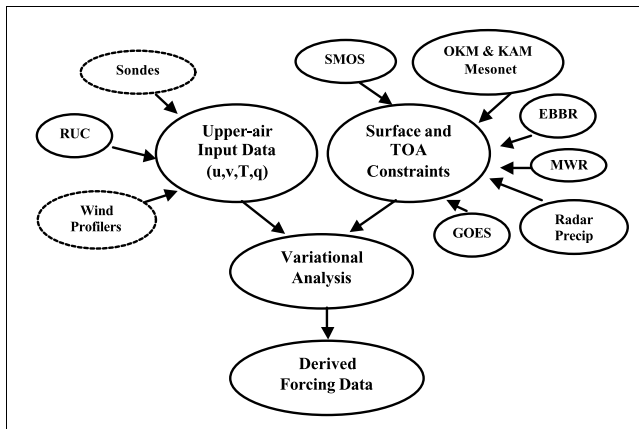 Sondes
SMOS
OKM & KAM
Mesonet
RUC
Upper-air
Input Data
(u,v,T,q)
Surface and
TOA
Constraints
EBBR
MWR
Wind
Profilers
GOES
Radar
Precip
Variational
Analysis
Derived
Forcing Data